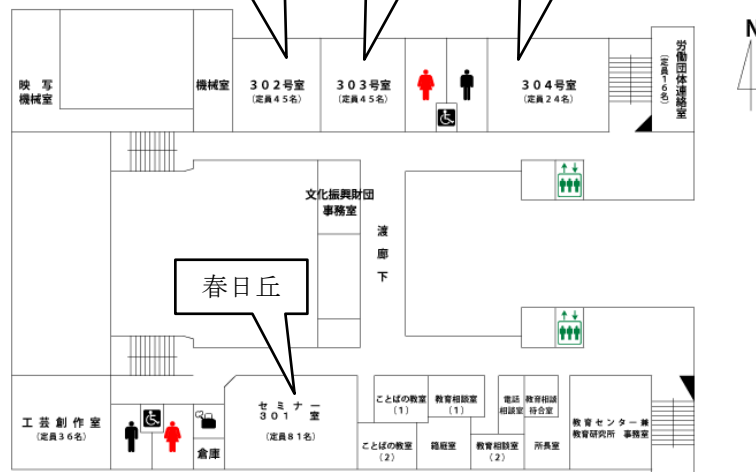 映 写
機械室
機械室
302号室
(定員45名)
303号室
(定員45名)
304号室
(定員24名)
労働団体連絡室
(定員16名)
N
文化振興財団
事務室
渡
廊
下
春日丘
工 芸 創 作 室
(定員36名)
倉庫
セ ミ ナ ー
301 室
(定員81名)
ことばの教室
(1)
教育相談室
(1)
電話
相談室
教育相談
待合室
ことばの教室
(2)
箱庭室
教育相談室
(2)
所長室
教育センター兼
教育研究所 事務室